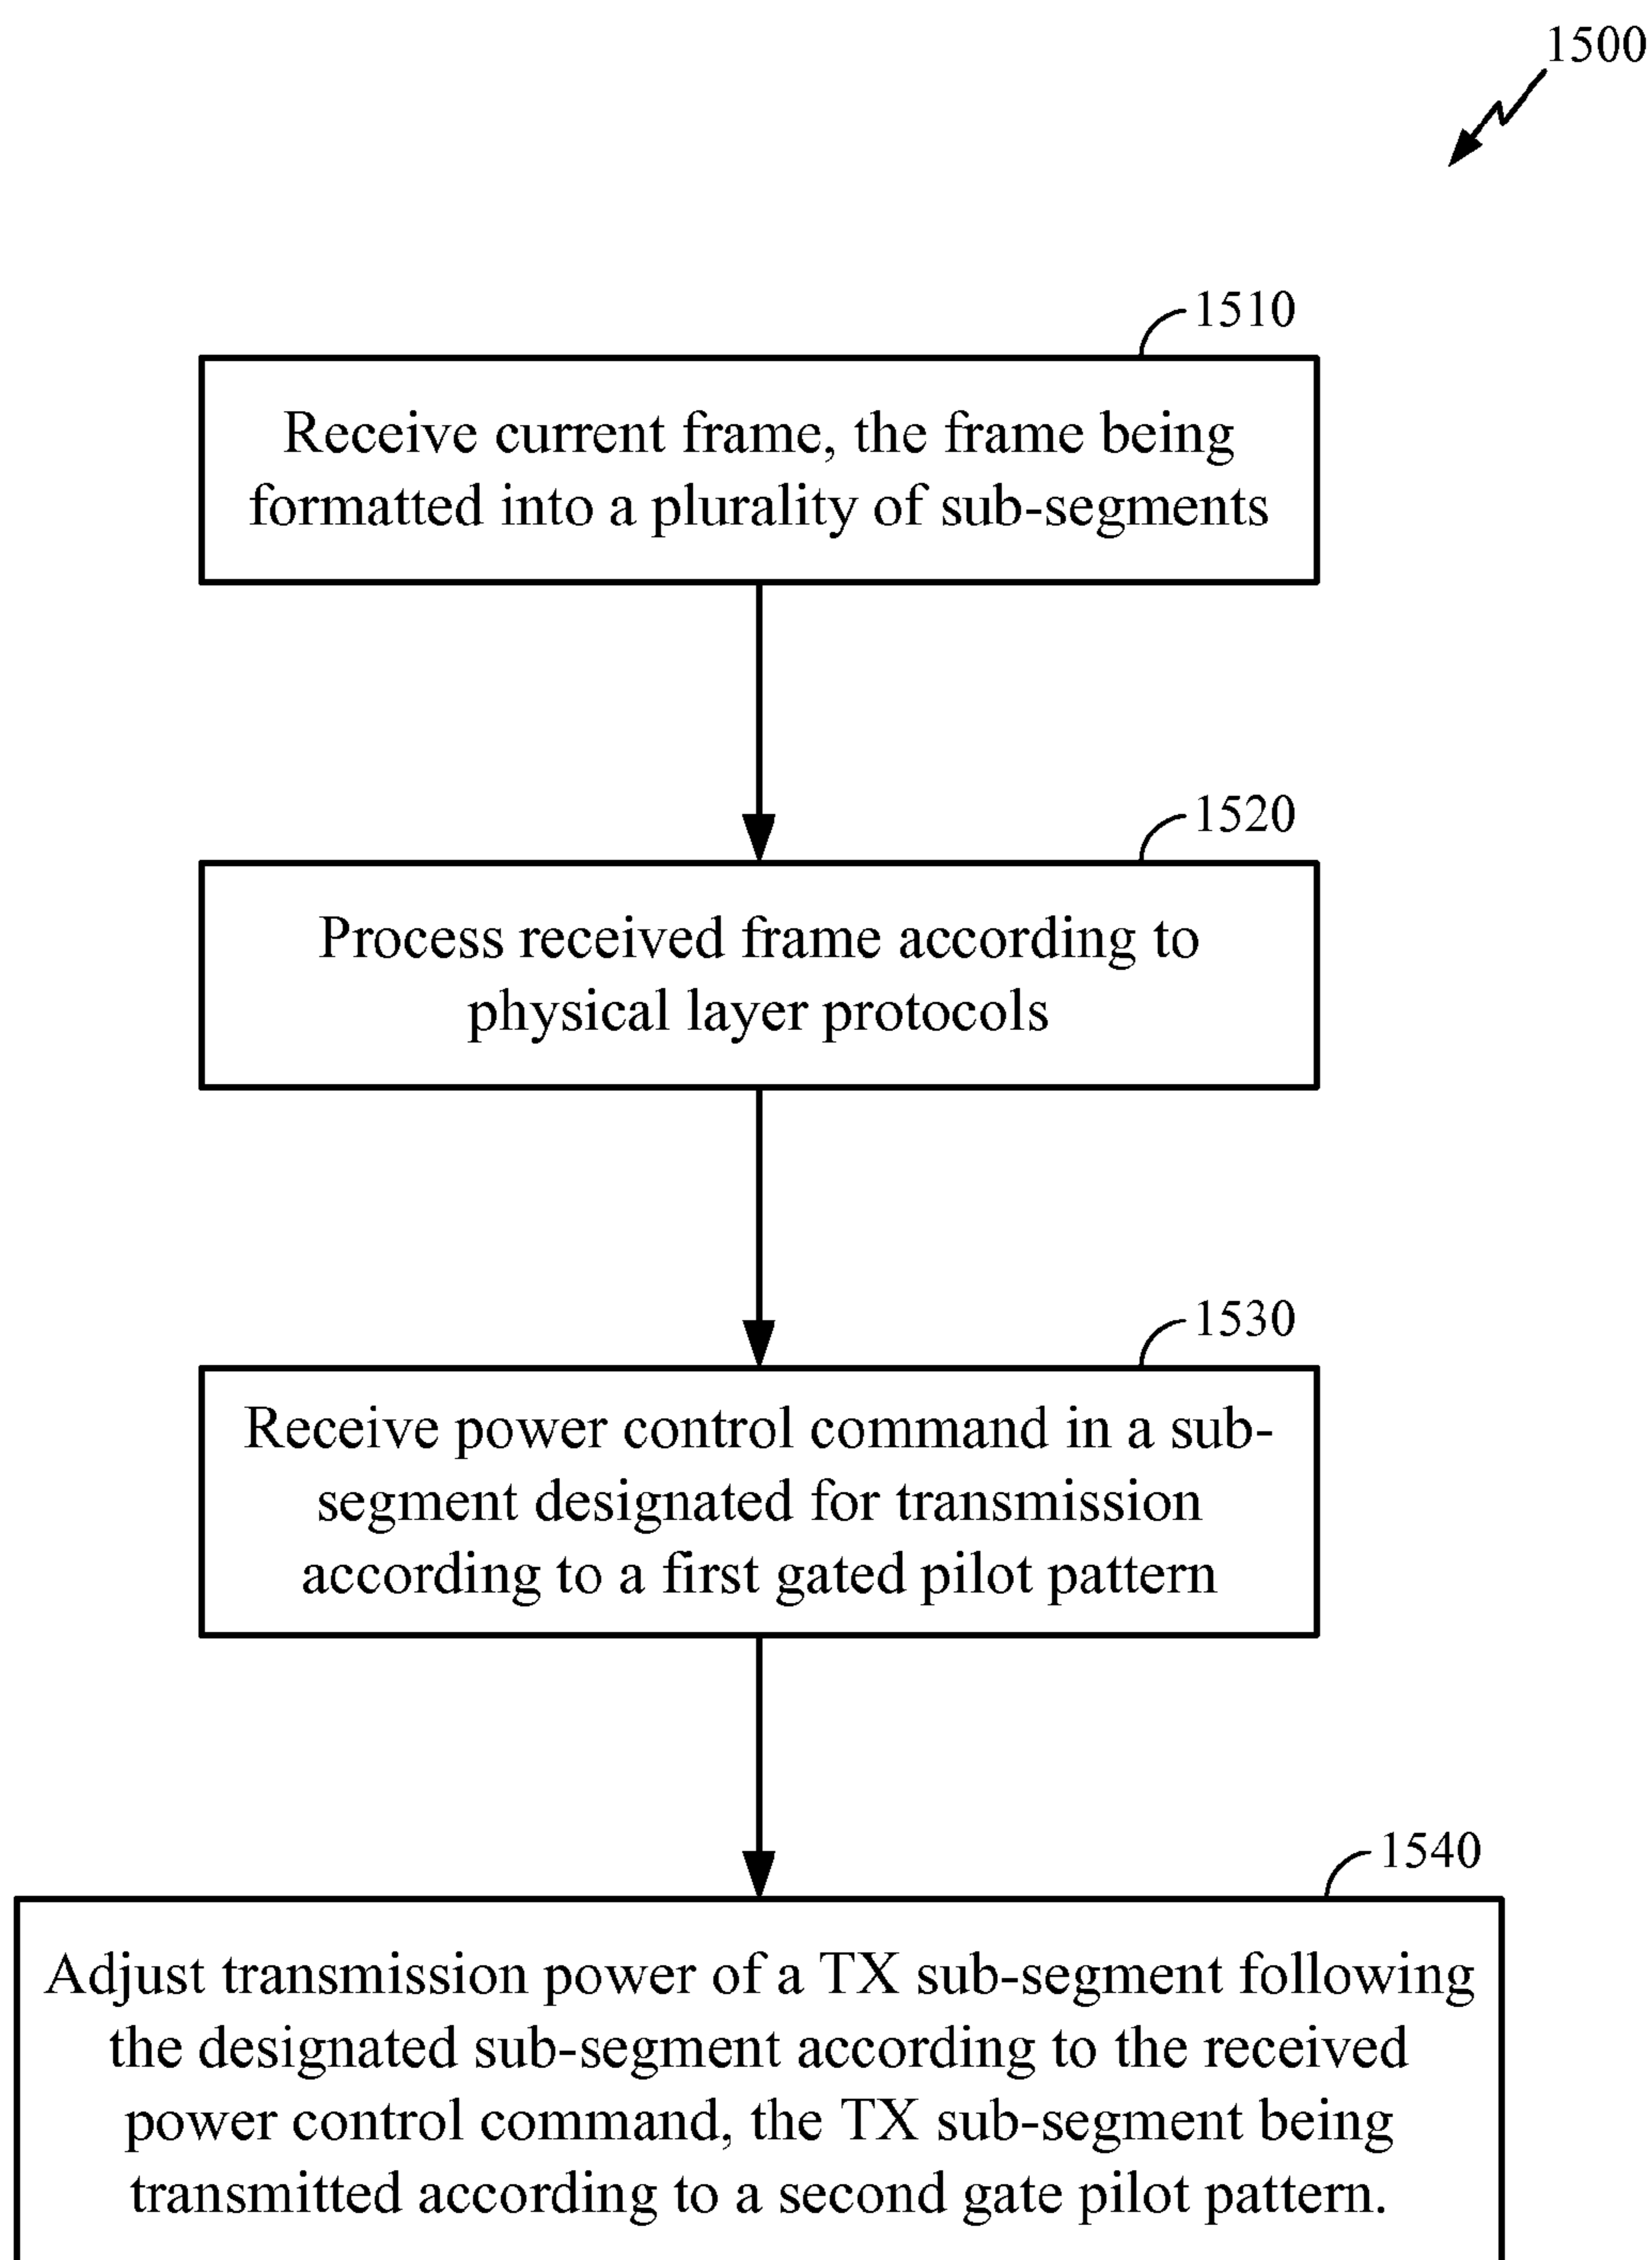 1500
1510
Receive current frame, the frame being
formatted into a plurality of sub-segments
1520
Process received frame according to
physical layer protocols
1530
Receive power control command in a sub-
segment designated for transmission
according to a first gated pilot pattern
1540
Adjust transmission power of a TX sub-segment following
the designated sub-segment according to the received
power control command, the TX sub-segment being
transmitted according to a second gate pilot pattern.